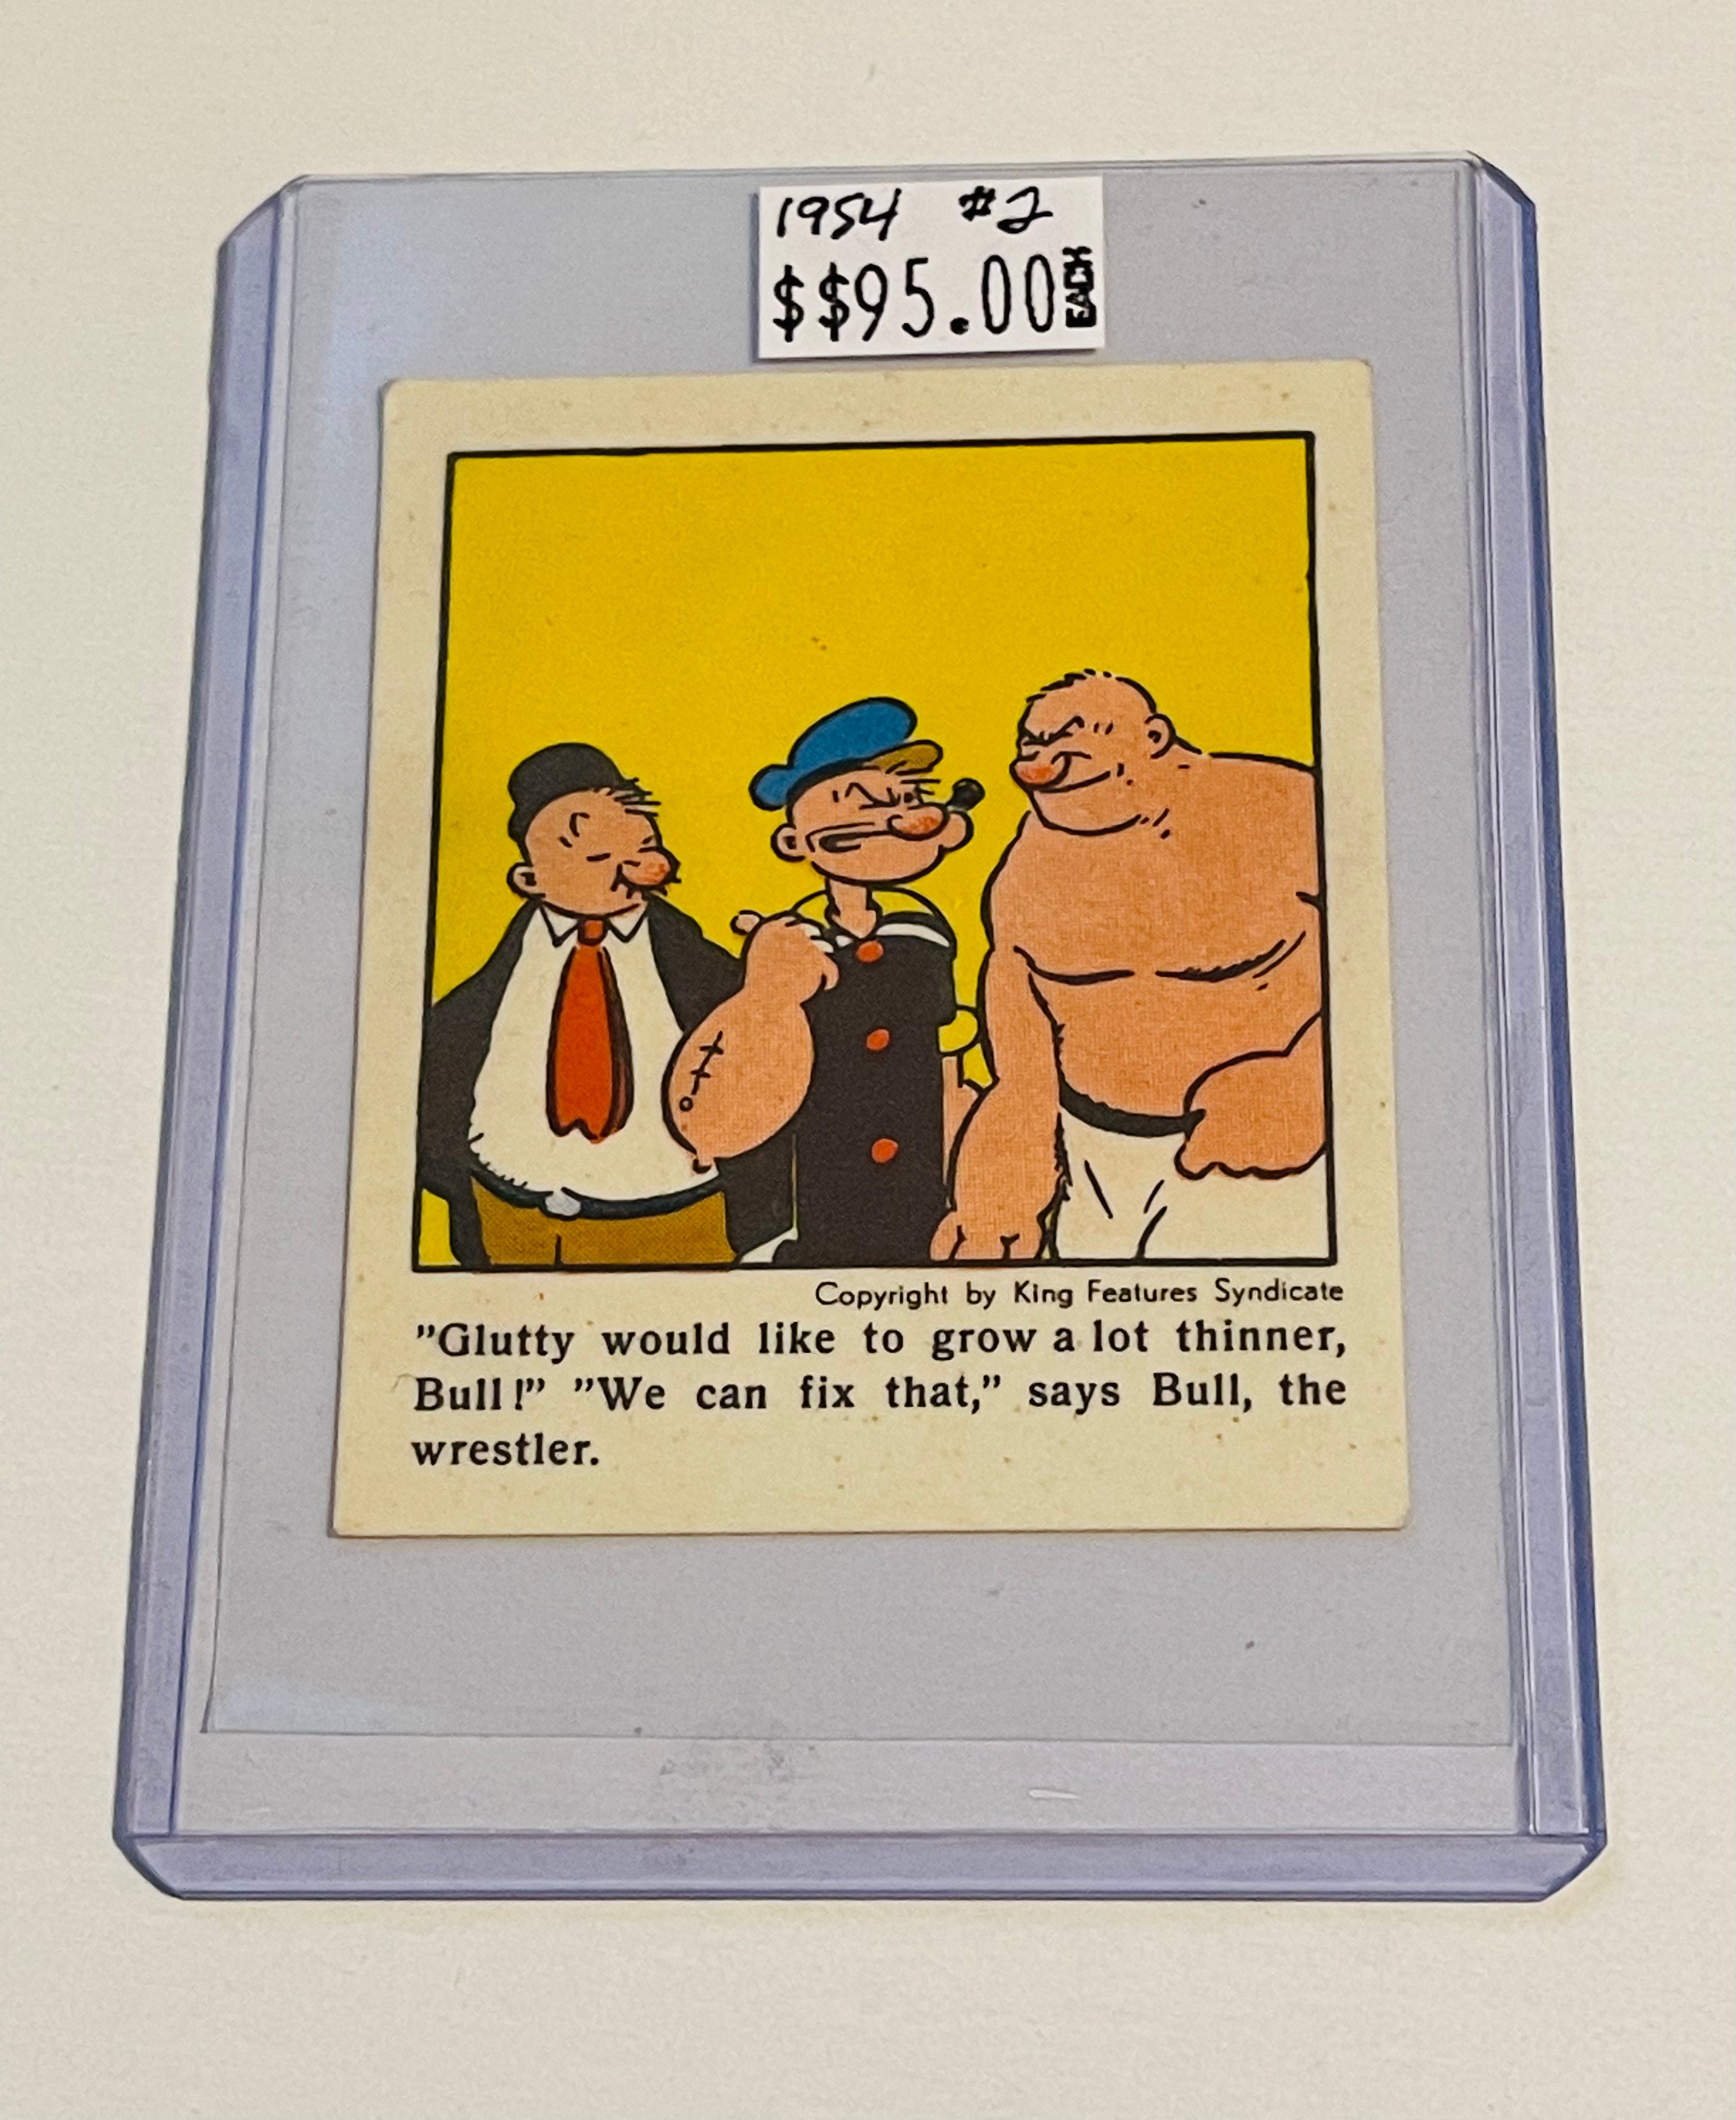 1954 #2
$$95.00 EACH
Copyright by King Features Syndicate
"Glutty would like to grow a lot thinner,
Bull!" "We can fix that," says Bull, the
wrestler.